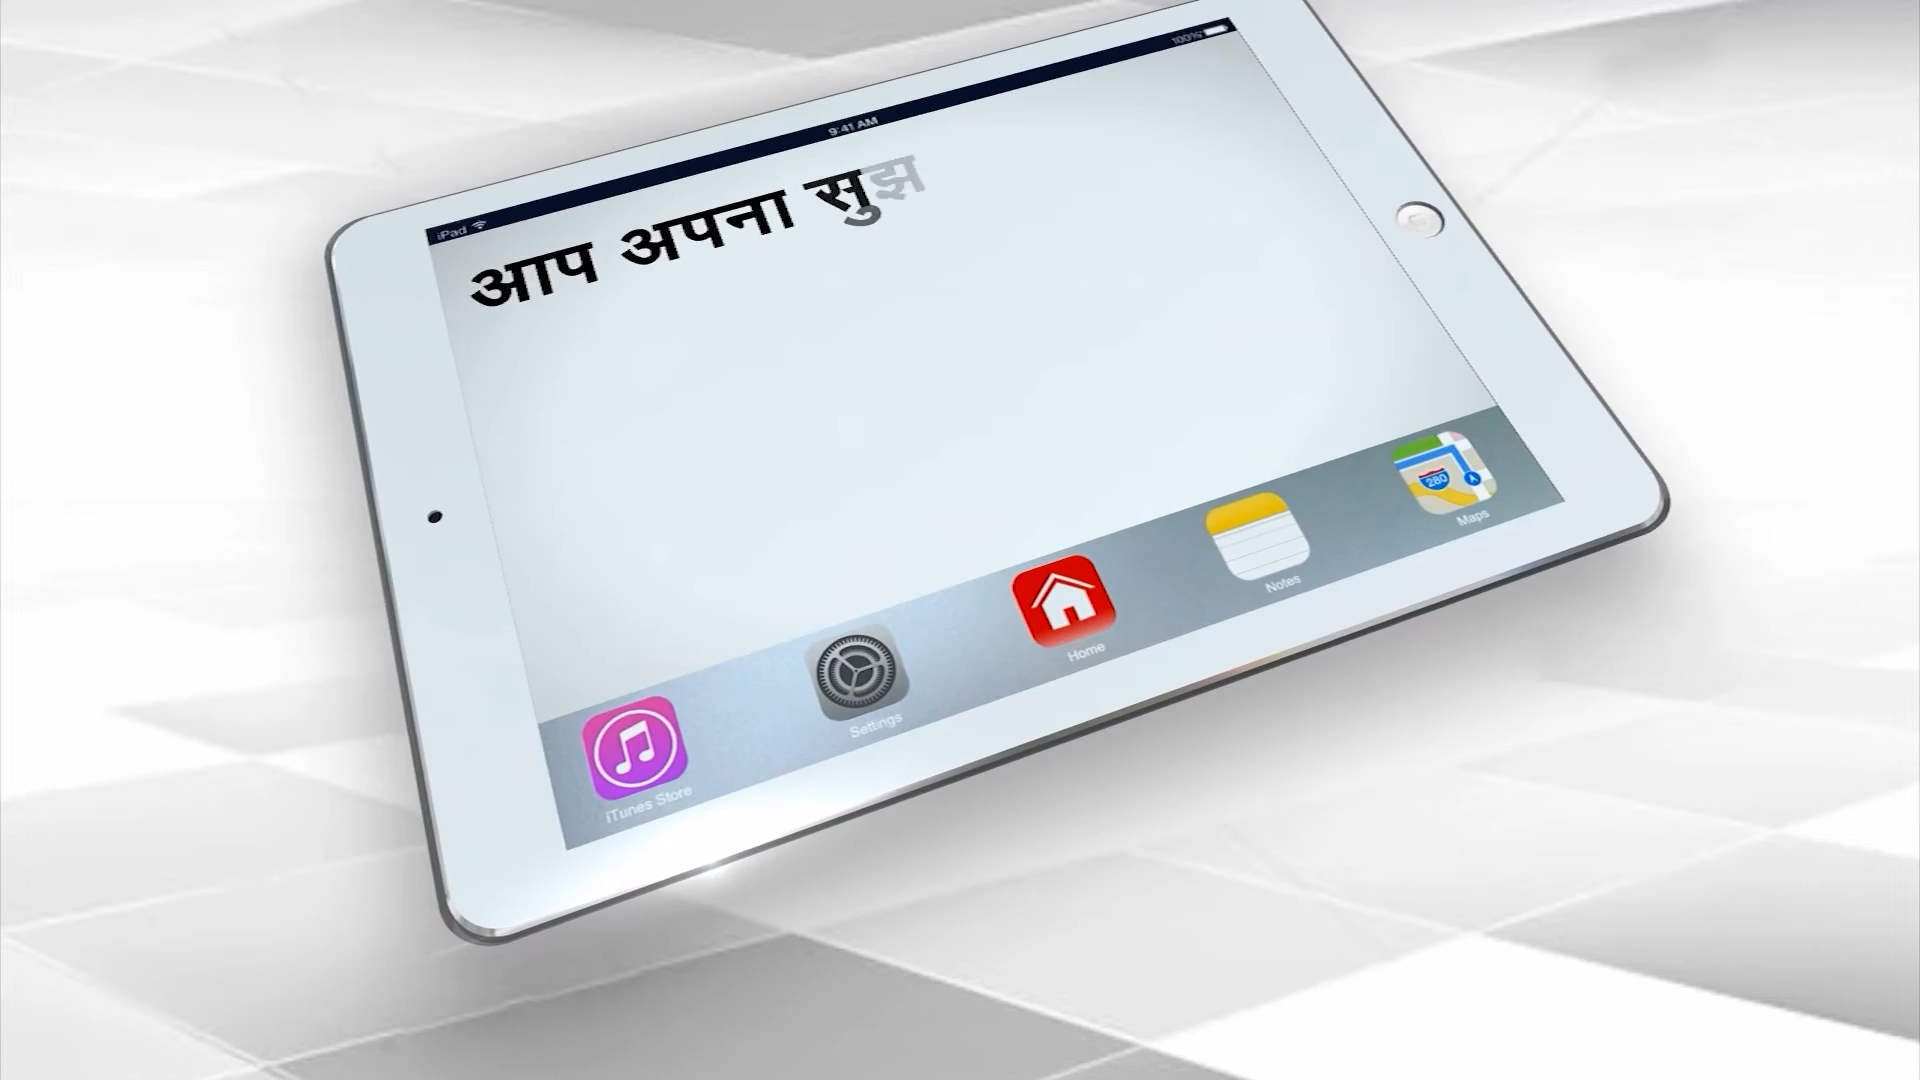 iPad
9:41 AM
100%
आप अपना सुझ
iTunes Store
Settings
Home
Notes
280
Maps